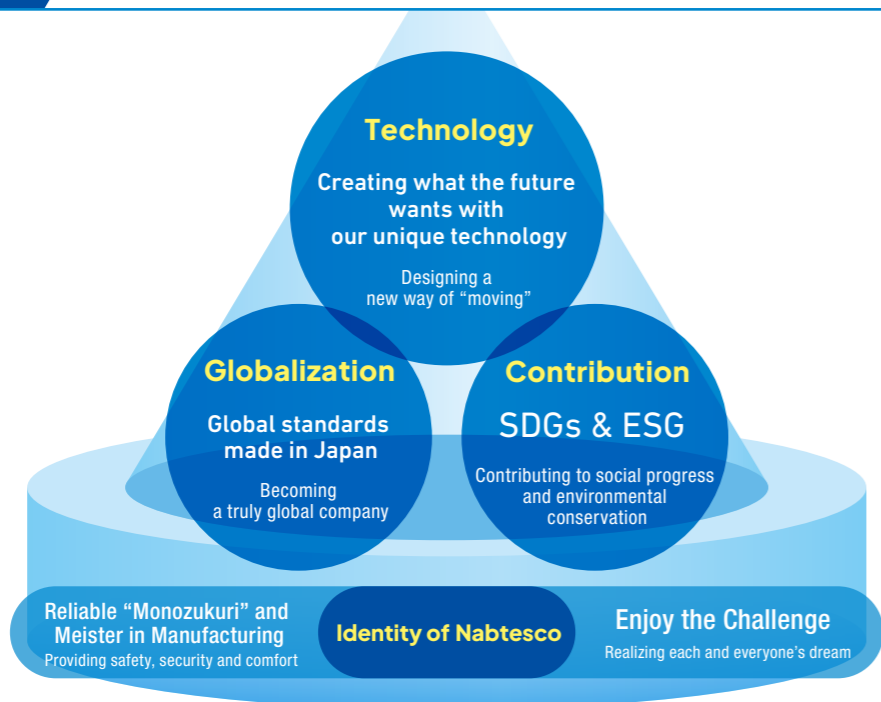 Technology
Creating what the future
wants with
our unique technology
Designing a
new way of “moving”
Globalization
Global standards
made in Japan
Becoming
a truly global company
Contribution
SDGs & ESG
Contributing to social progress
and environmental
conservation
Reliable “Monozukuri” and
Meister in Manufacturing
Providing safety, security and comfort
Identity of Nabtesco
Enjoy the Challenge
Realizing each and everyone’s dream